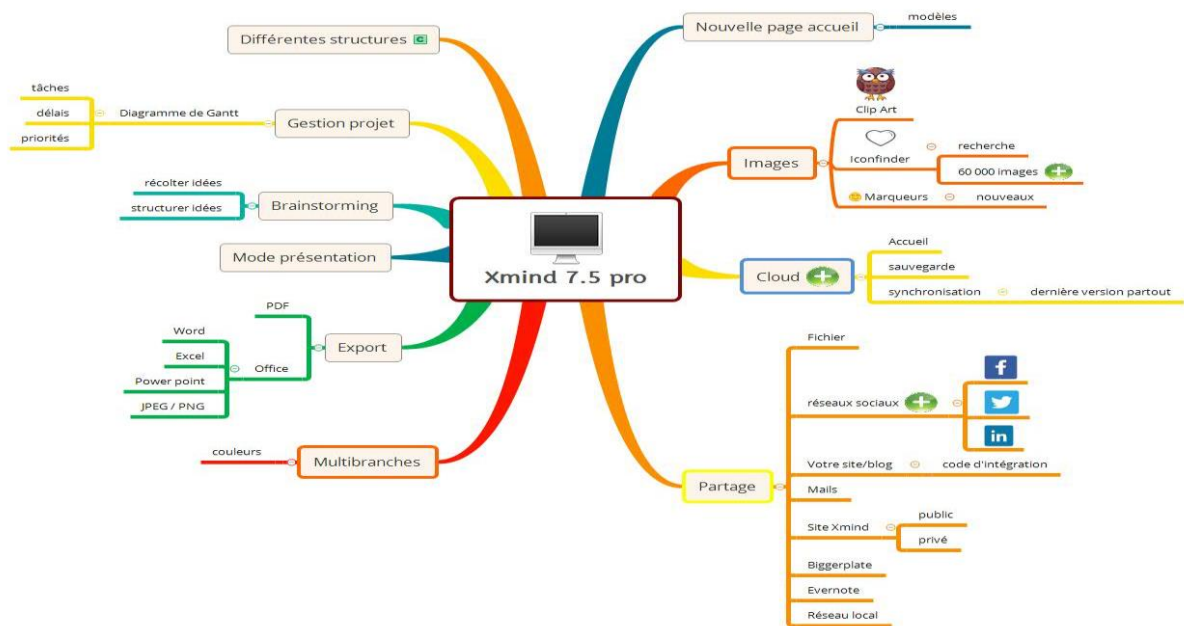 Xmind 7.5 pro
Nouvelle page accueil
modèles
Images
Clip Art
Iconfinder
recherche
60 000 images
Marqueurs
nouveaux
Cloud
Accueil
sauvegarde
synchronisation
dernière version partout
Partage
Fichier
réseaux sociaux
f
in
Votre site/blog
code d'intégration
Mails
Site Xmind
public
privé
Biggerplate
Evernote
Réseau local
Différentes structures
C
Gestion projet
Diagramme de Gantt
tâches
délais
priorités
Brainstorming
récolter idées
structurer idées
Mode présentation
Export
PDF
Office
Word
Excel
Power point
JPEG / PNG
Multibranches
couleurs